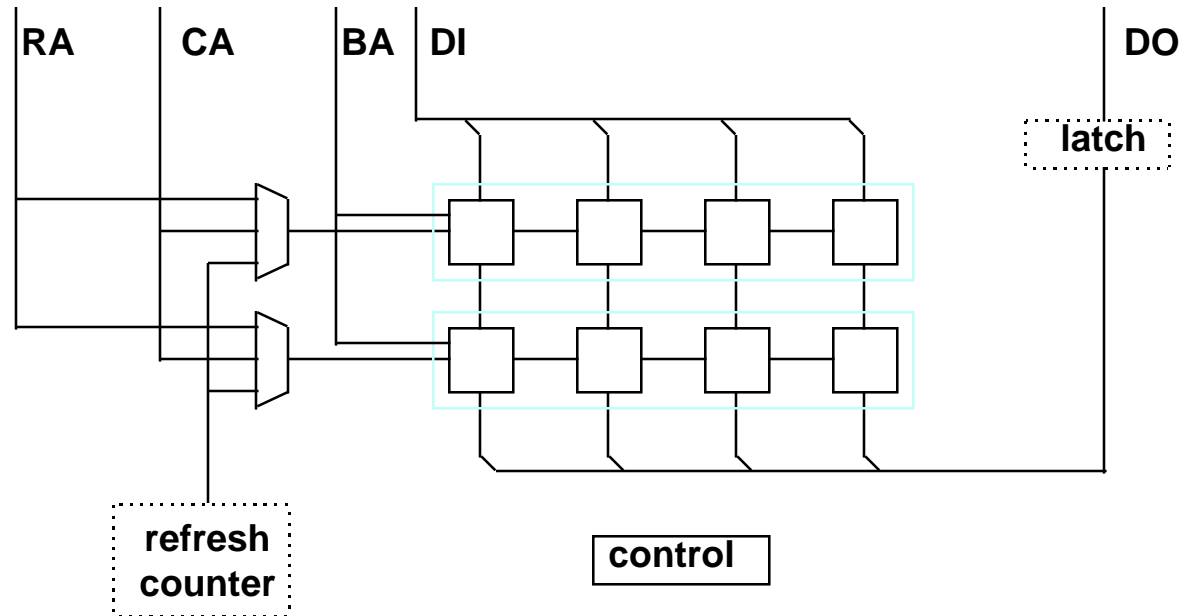 RA
CA
BA
DI
DO
latch
refresh
counter
control